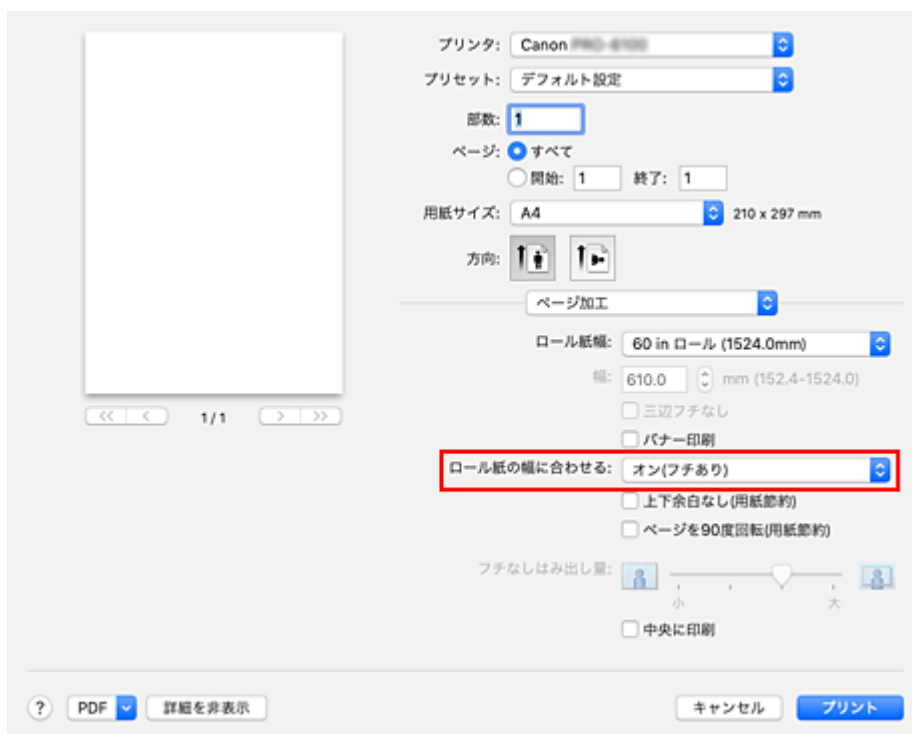 プリンタ: Canon
プリセット: デフォルト設定
部数: 1
ページ: すべて
開始: 1 終了: 1
用紙サイズ: A4 210 x 297 mm
方向:
ページ加工
ロール紙幅: 60 in ロール (1524.0mm)
幅: 610.0 mm (152.4-1524.0)
三辺フチなし
1/1
バナー印刷
ロール紙の幅に合わせる: オン(フチあり)
上下余白なし(用紙節約)
ページを90度回転(用紙節約)
フチなしはみ出し量:
小 大
中央に印刷
? PDF 詳細を非表示 キャンセル プリント